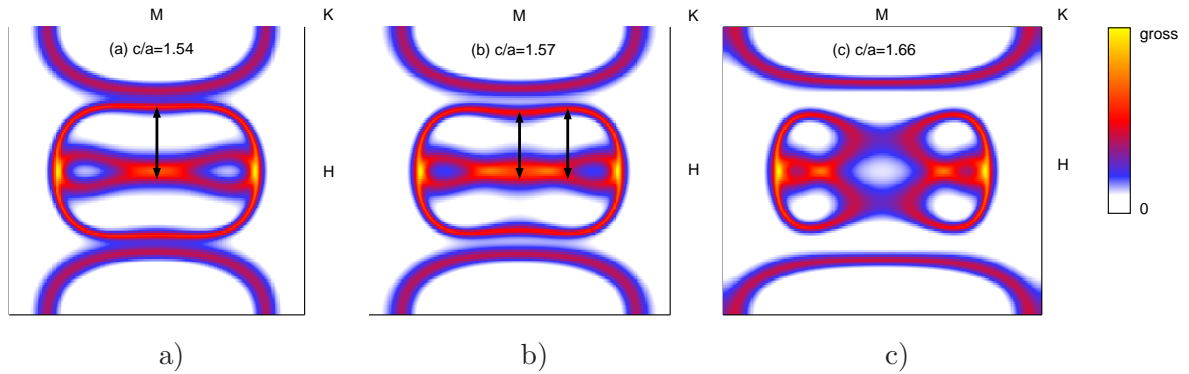 M K M K M K
(a) c/a=1.54 (b) c/a=1.57 (c) c/a=1.66 gross
H H H
0
a) b) c)